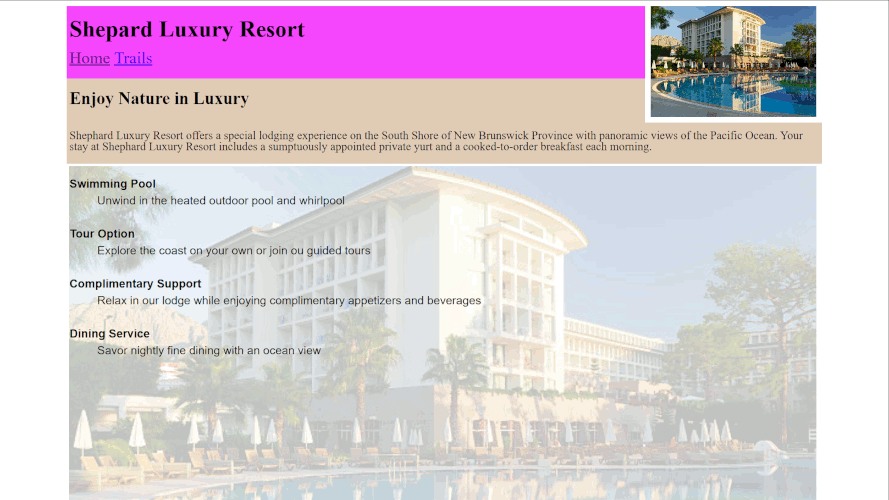 Shepard Luxury Resort
Home Trails
Enjoy Nature in Luxury
Shephard Luxury Resort offers a special lodging experience on the South Shore of New Brunswick Province with panoramic views of the Pacific Ocean. Your
stay at Shephard Luxury Resort includes a sumptuously appointed private yurt and a cooked-to-order breakfast each morning.
Swimming Pool
Unwind in the heated outdoor pool and whirlpool
Tour Option
Explore the coast on your own or join ou guided tours
Complimentary Support
Relax in our lodge while enjoying complimentary appetizers and beverages
Dining Service
Savor nightly fine dining with an ocean view